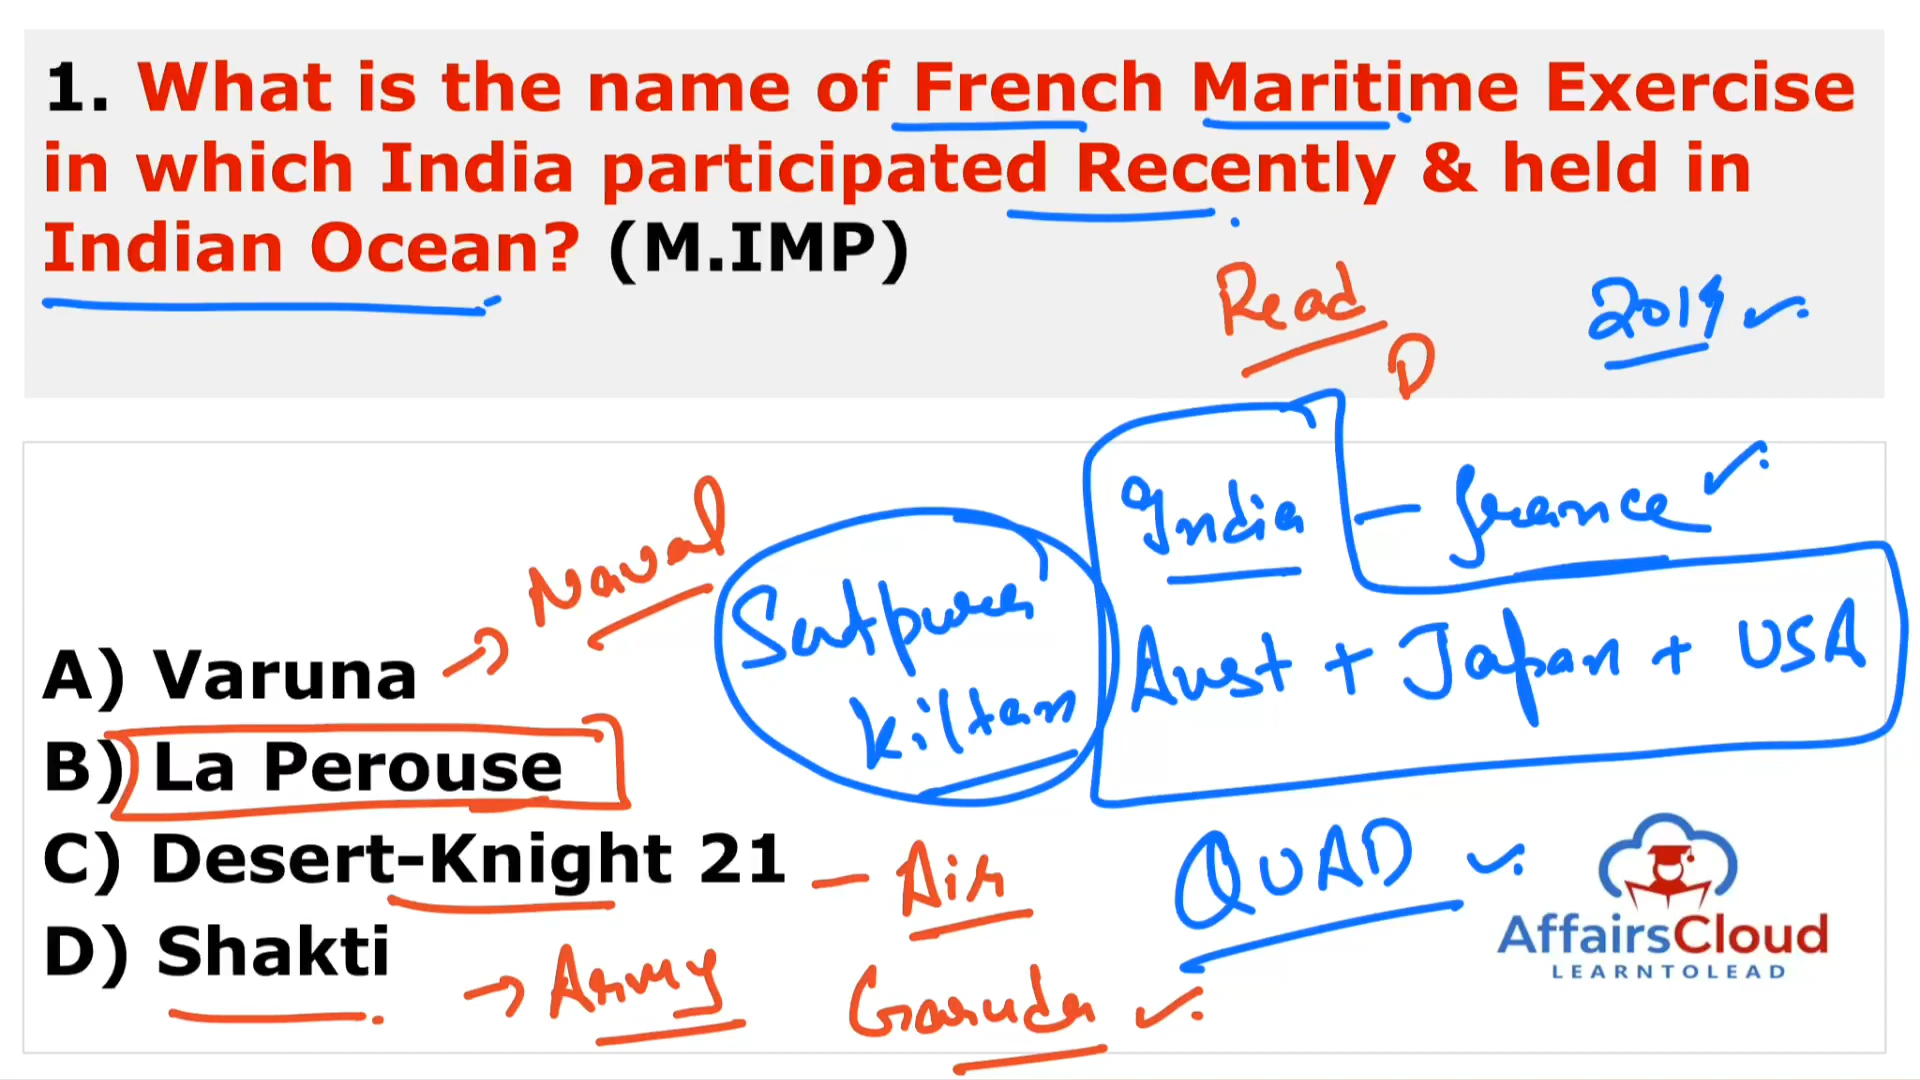 1. What is the name of French Maritime Exercise
in which India participated Recently & held in
Indian Ocean? (M.IMP)
Read
D
2019
India - france
Aust + Japan + USA
Naval
Satpura
kiltan
A) Varuna
B) La Perouse
C) Desert-Knight 21 - Air
D) Shakti
Army
Garuda
QUAD
AffairsCloud
LEARNTOLEAD